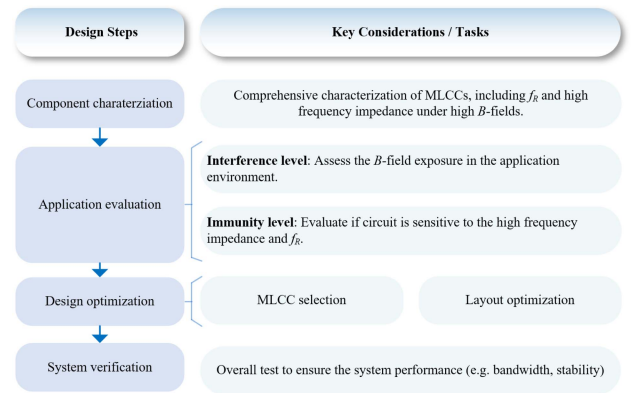 Design Steps
Key Considerations / Tasks
Component charaterziation
Comprehensive characterization of MLCCs, including fR and high
frequency impedance under high B-fields.
Application evaluation
Interference level: Assess the B-field exposure in the application
environment.
Immunity level: Evaluate if circuit is sensitive to the high frequency
impedance and fR.
Design optimization
MLCC selection
Layout optimization
System verification
Overall test to ensure the system performance (e.g. bandwidth, stability)